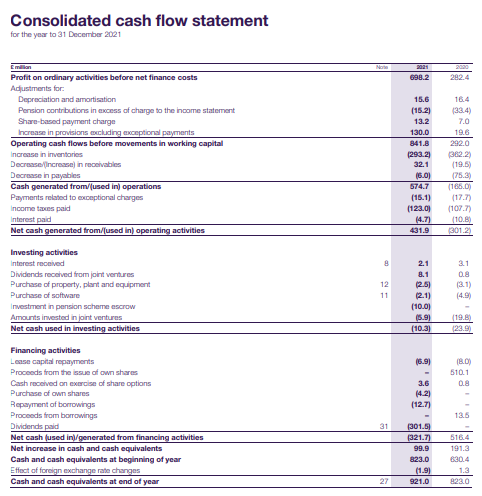 Consolidated cash flow statement
for the year to 31 December 2021
£ million Note 2021 2020
Profit on ordinary activities before net finance costs 698.2 282.4
Adjustments for:
Depreciation and amortisation 15.6 16.4
Pension contributions in excess of charge to the income statement (15.2) (33.4)
Share-based payment charge 13.2 7.0
Increase in provisions excluding exceptional payments 130.0 19.6
Operating cash flows before movements in working capital 841.8 292.0
Increase in inventories (293.2) (362.2)
Decrease/(Increase) in receivables 32.1 (19.5)
Decrease in payables (6.0) (75.3)
Cash generated from/(used in) operations 574.7 (165.0)
Payments related to exceptional charges (15.1) (17.7)
Income taxes paid (123.0) (107.7)
Interest paid (4.7) (10.8)
Net cash generated from/(used in) operating activities 431.9 (301.2)
Investing activities
Interest received 8 2.1 3.1
Dividends received from joint ventures 8.1 0.8
Purchase of property, plant and equipment 12 (2.5) (3.1)
Purchase of software 11 (2.1) (4.9)
Investment in pension scheme escrow (10.0) –
Amounts invested in joint ventures (5.9) (19.8)
Net cash used in investing activities (10.3) (23.9)
Financing activities
Lease capital repayments (6.9) (8.0)
Proceeds from the issue of own shares – 510.1
Cash received on exercise of share options 3.6 0.8
Purchase of own shares (4.2) –
Repayment of borrowings (12.7) –
Proceeds from borrowings – 13.5
Dividends paid 31 (301.5) –
Net cash (used in)/generated from financing activities (321.7) 516.4
Net increase in cash and cash equivalents 99.9 191.3
Cash and cash equivalents at beginning of year 823.0 630.4
Effect of foreign exchange rate changes (1.9) 1.3
Cash and cash equivalents at end of year 27 921.0 823.0